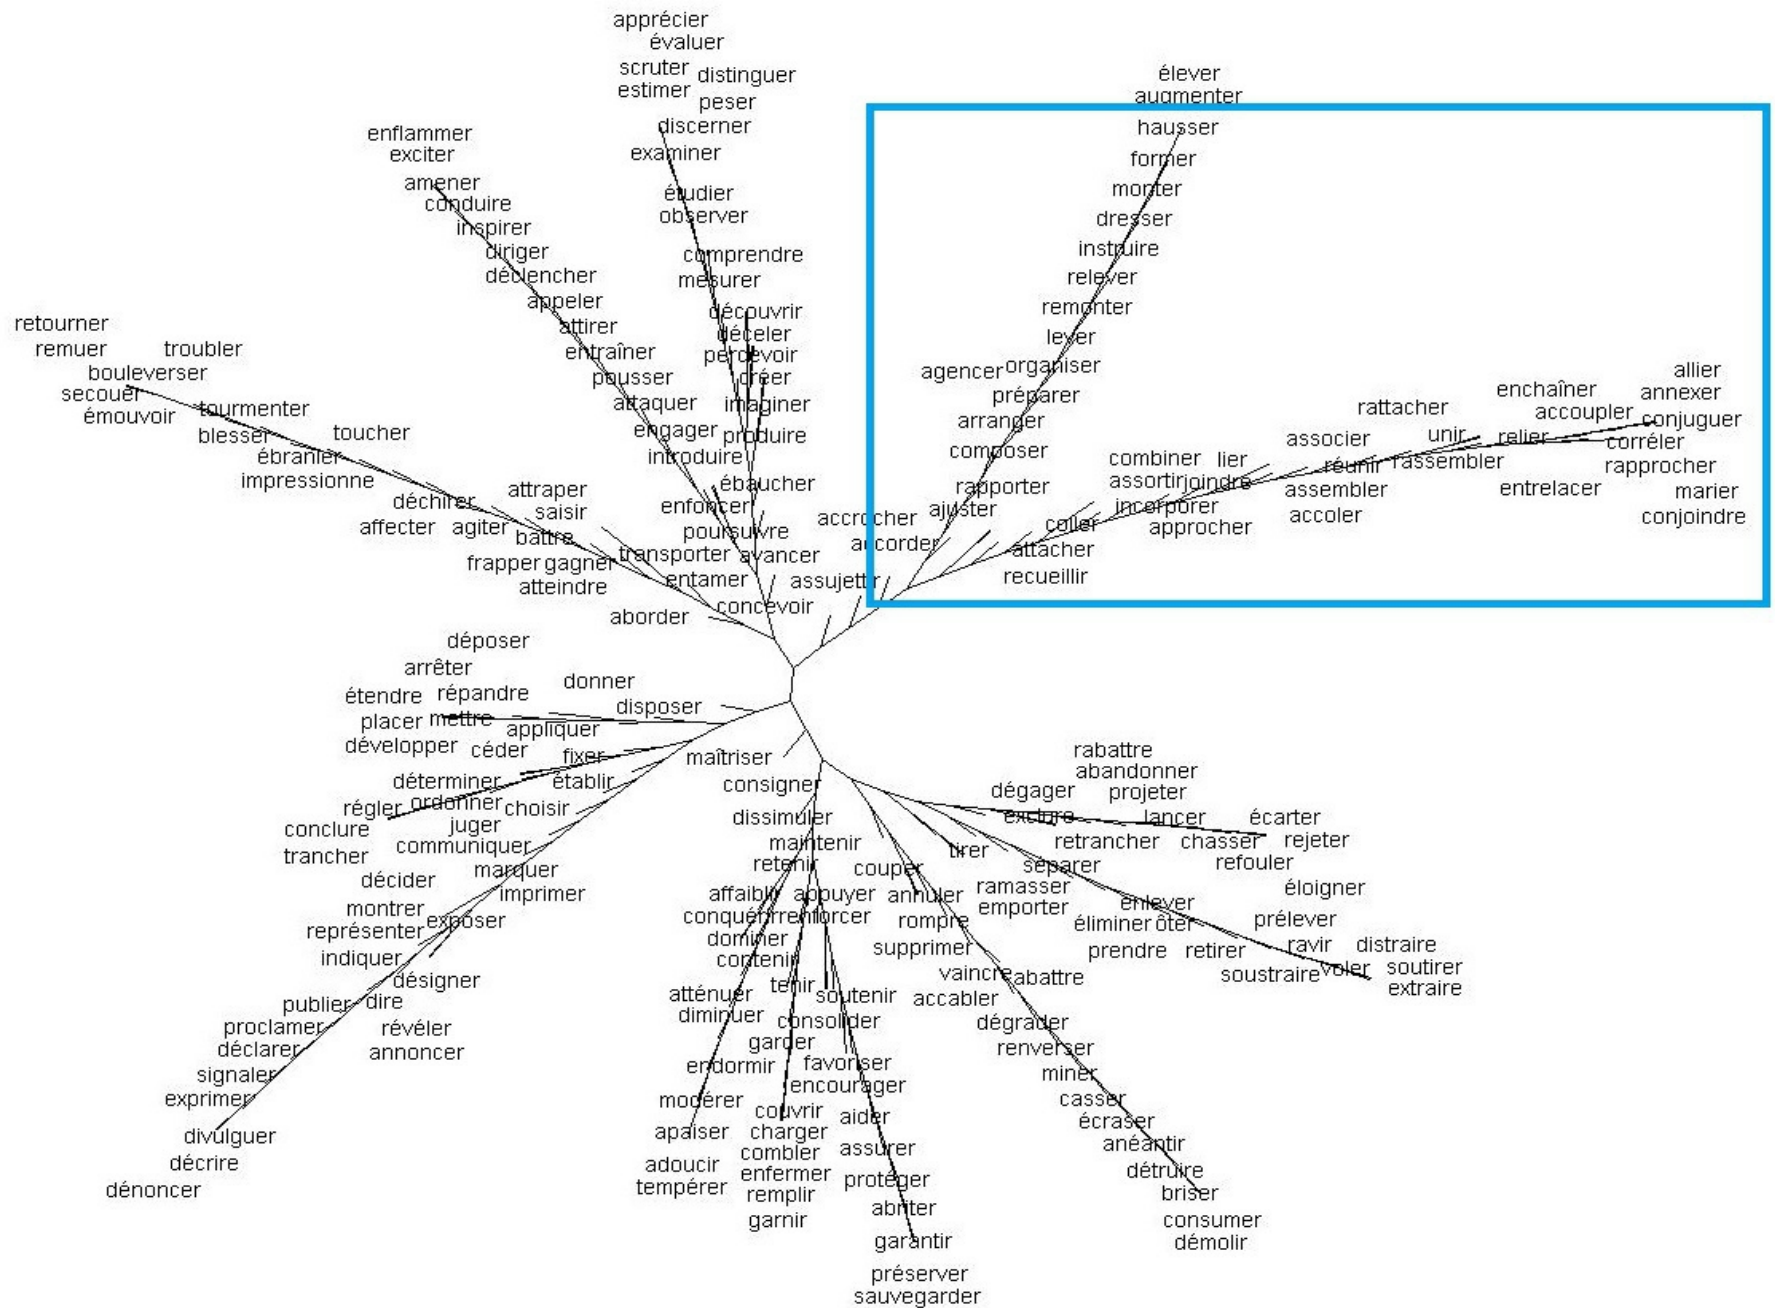 apprécier
évaluer
scruter
distinguer
estimer
peser
discerner
examiner
étudier
observer
comprendre
mesurer
découvrir
déceler
percevoir
créer
imaginer
produire
ébaucher
enflammer
exciter
amener
conduire
inspirer
diriger
déclencher
appeler
attirer
entraîner
pousser
attaquer
engager
introduire
enfoncer
poursuivre
transporter
avancer
entamer
concevoir
retourner
remuer
troubler
bouleverser
secouer
émouvoir
tourmenter
blesser
toucher
ébranler
impressionne
déchirer
attraper
saisir
affecter
agiter
battre
frapper
gagner
atteindre
aborder
élever
augmenter
hausser
former
monter
dresser
instruire
relever
remonter
lever
organiser
agencer
préparer
arranger
composer
rapporter
ajuster
accrocher
accorder
assujettir
allier
enchaîner
annexer
rattacher
accoupler
conjuguer
associer
unir
relier
corréler
combiner
lier
réunir
rassembler
rapprocher
assortir
joindre
assembler
entrelacer
marier
incorporer
accoler
conjoindre
coller
approcher
attacher
recueillir
déposer
arrêter
donner
étendre
répandre
disposer
placer
mettre
appliquer
développer
céder
fixer
déterminer
établir
régler
ordonner
choisir
conclure
juger
communiquer
trancher
marquer
décider
imprimer
montrer
exposer
représenter
indiquer
désigner
publier
dire
proclamer
révéler
déclarer
annoncer
signaler
exprimer
divulguer
décrire
dénoncer
maîtriser
consigner
dissimuler
maintenir
retenir
affaiblir
appuyer
conquérir
renforcer
dominer
contenir
tenir
atténuer
soutenir
diminuer
consolider
garder
endormir
favoriser
encourager
modérer
couvrir
aider
apaiser
charger
combler
assurer
adoucir
enfermer
protéger
tempérer
remplir
abriter
garnir
garantir
préserver
sauvegarder
rabattre
abandonner
dégager
projeter
exclure
lancer
écarter
retrancher
chasser
rejeter
tirer
séparer
refouler
couper
annuler
ramasser
éloigner
emporter
enlever
rompre
éliminer
ôter
prélever
supprimer
prendre
retirer
ravir
distraire
vaincre
abattre
soustraire
voler
soutirer
extraire
accabler
dégrader
renverser
miner
casser
écraser
anéantir
détruire
briser
consumer
démolir